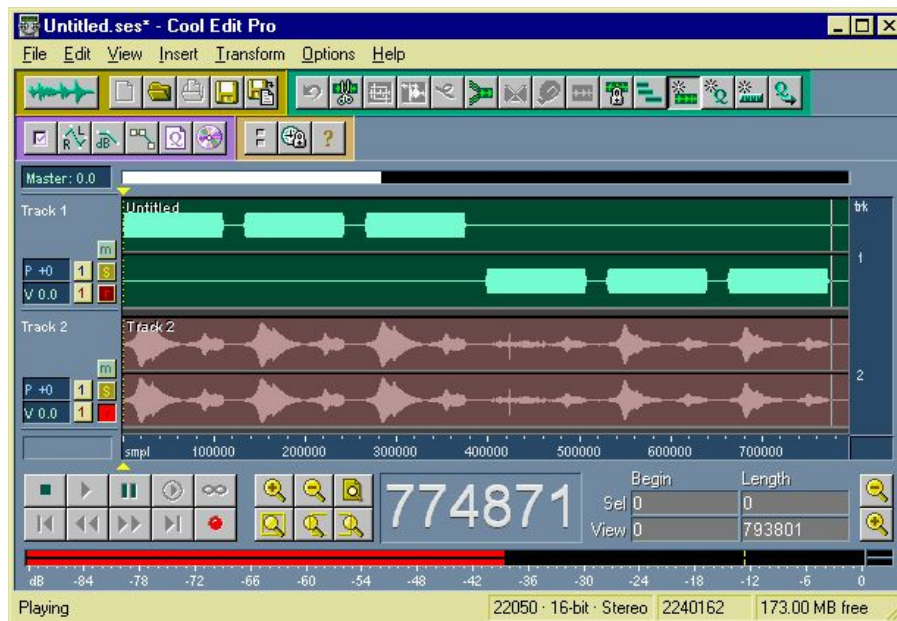 Untitled.ses* - Cool Edit Pro
File Edit View Insert Transform Options Help
R L dB F ?
Master: 0.0
Track 1
Untitled
trk
m
P +0 1 S
1
V 0.0 1
Track 2
Track 2
m
2
P +0 1 S
V 0.0 1
smpl 100000 200000 300000 400000 500000 600000 700000
774871
Begin Length
Sel 0 0
View 0 793801
dB -84 -78 -72 -66 -60 -54 -48 -42 -36 -30 -24 -18 -12 -6 0
Playing 22050 · 16-bit · Stereo 2240162 173.00 MB free